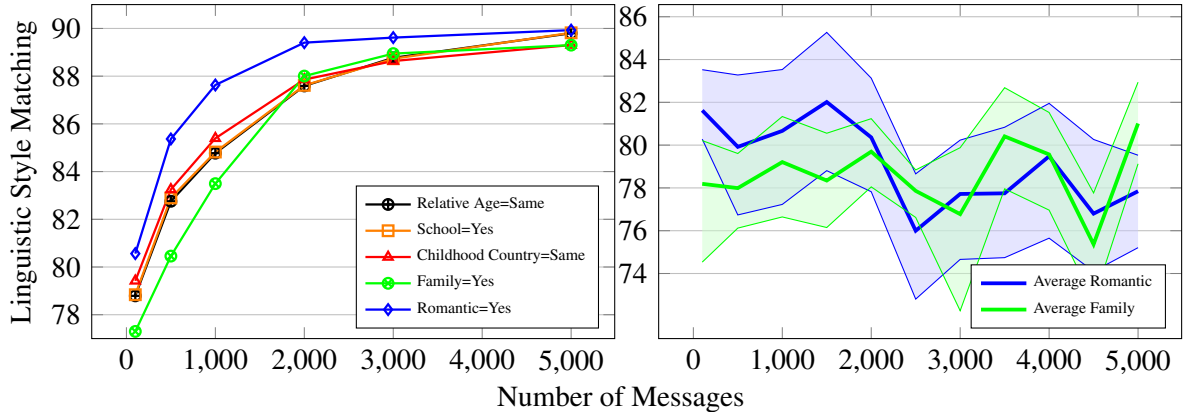 Linguistic Style Matching
90
88
86
84
82
80
78
0
1,000
2,000
3,000
4,000
5,000
Relative Age=Same
School=Yes
Childhood Country=Same
Family=Yes
Romantic=Yes
86
84
82
80
78
76
74
0
1,000
2,000
3,000
4,000
5,000
Average Romantic
Average Family
Number of Messages